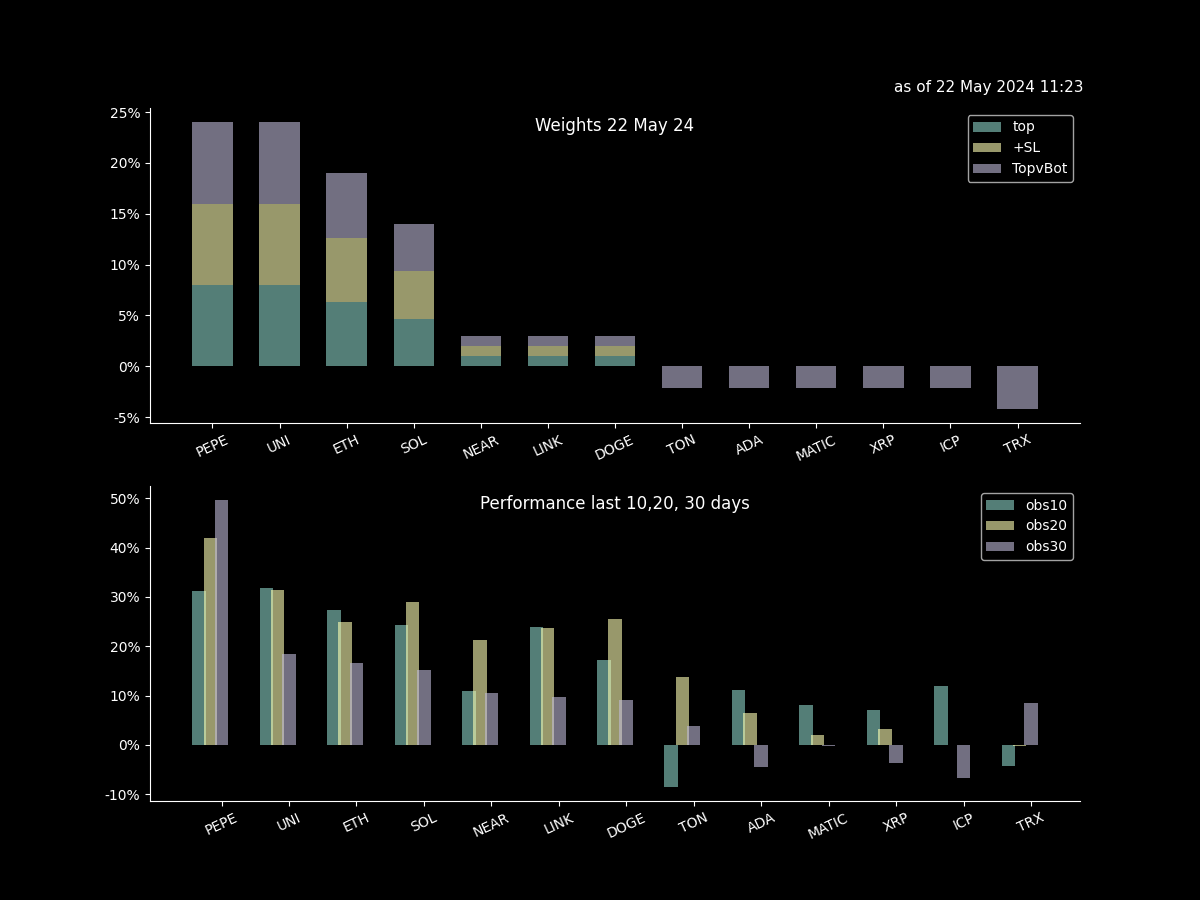 as of 22 May 2024 11:23
Weights 22 May 24
top
+SL
TopvBot
25%
20%
15%
10%
5%
0%
-5%
PEPE UNI ETH SOL NEAR LINK DOGE TON ADA MATIC XRP ICP TRX
Performance last 10,20, 30 days
obs10
obs20
obs30
50%
40%
30%
20%
10%
0%
-10%
PEPE UNI ETH SOL NEAR LINK DOGE TON ADA MATIC XRP ICP TRX